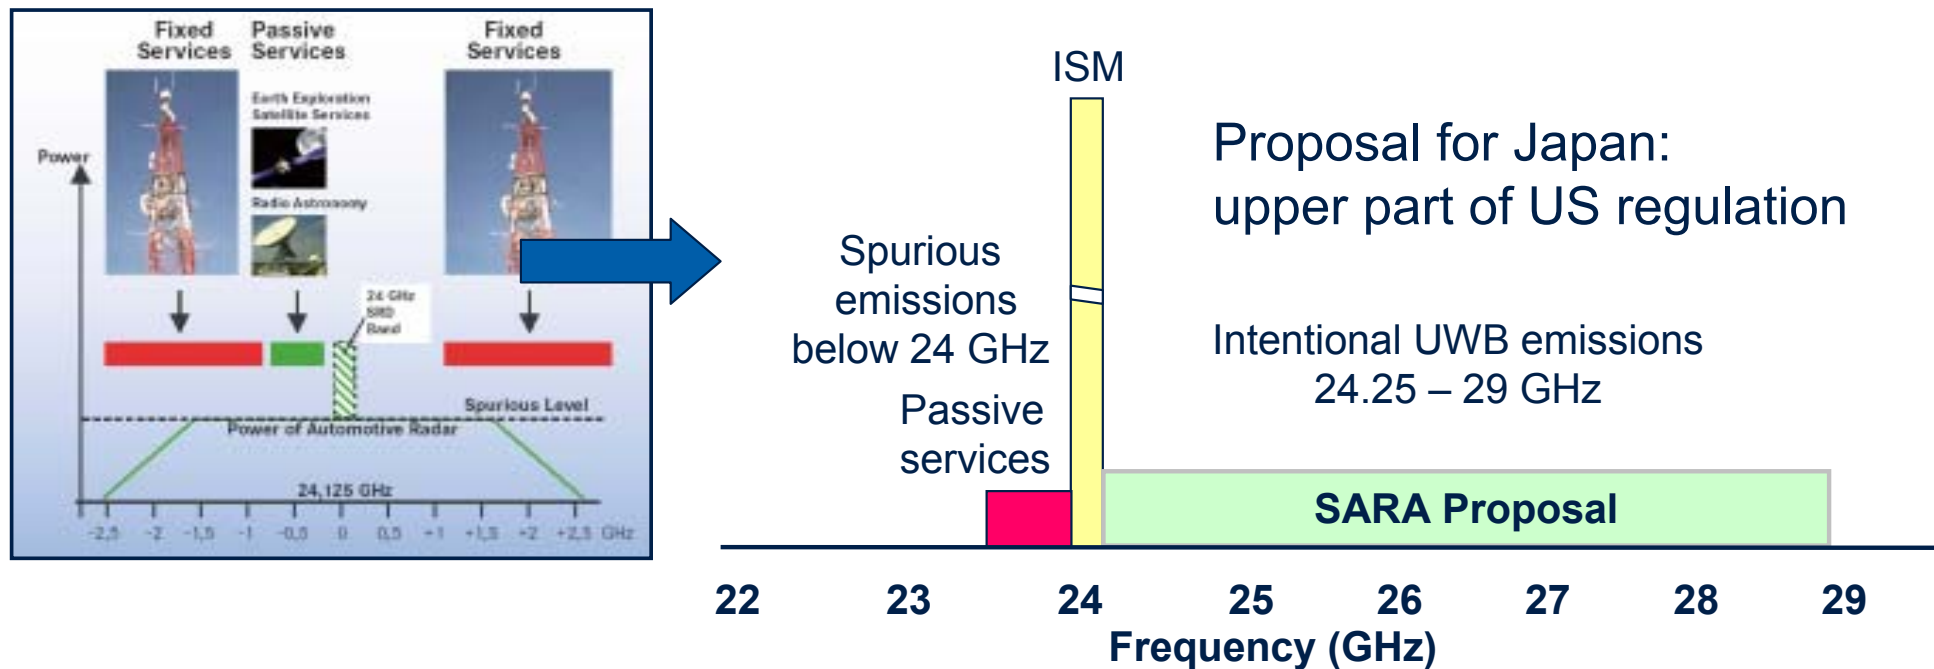 Fixed Services
Passive Services
Fixed Services
Earth Exploration
Satellite Services
Radio Astronomy
Power
24 GHz
SRD
Band
Spurious Level
Power of Automotive Radar
24,125 GHz
-2,5 -2 -1,5 -1 -0,5 0 0,5 +1 +1,5 +2 +2,5 GHz
ISM
Proposal for Japan:
upper part of US regulation
Spurious
emissions
below 24 GHz
Intentional UWB emissions
24.25 – 29 GHz
Passive
services
SARA Proposal
22 23 24 25 26 27 28 29
Frequency (GHz)